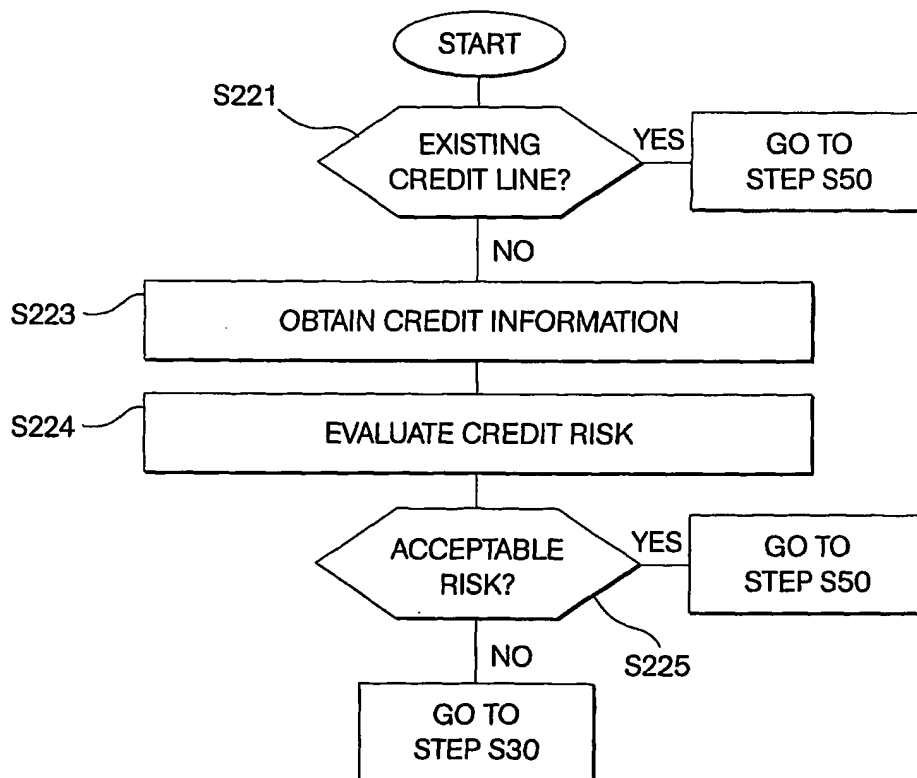 START
S221
EXISTING
CREDIT LINE?
YES
GO TO
STEP S50
NO
S223
OBTAIN CREDIT INFORMATION
S224
EVALUATE CREDIT RISK
ACCEPTABLE
RISK?
YES
GO TO
STEP S50
S225
NO
GO TO
STEP S30